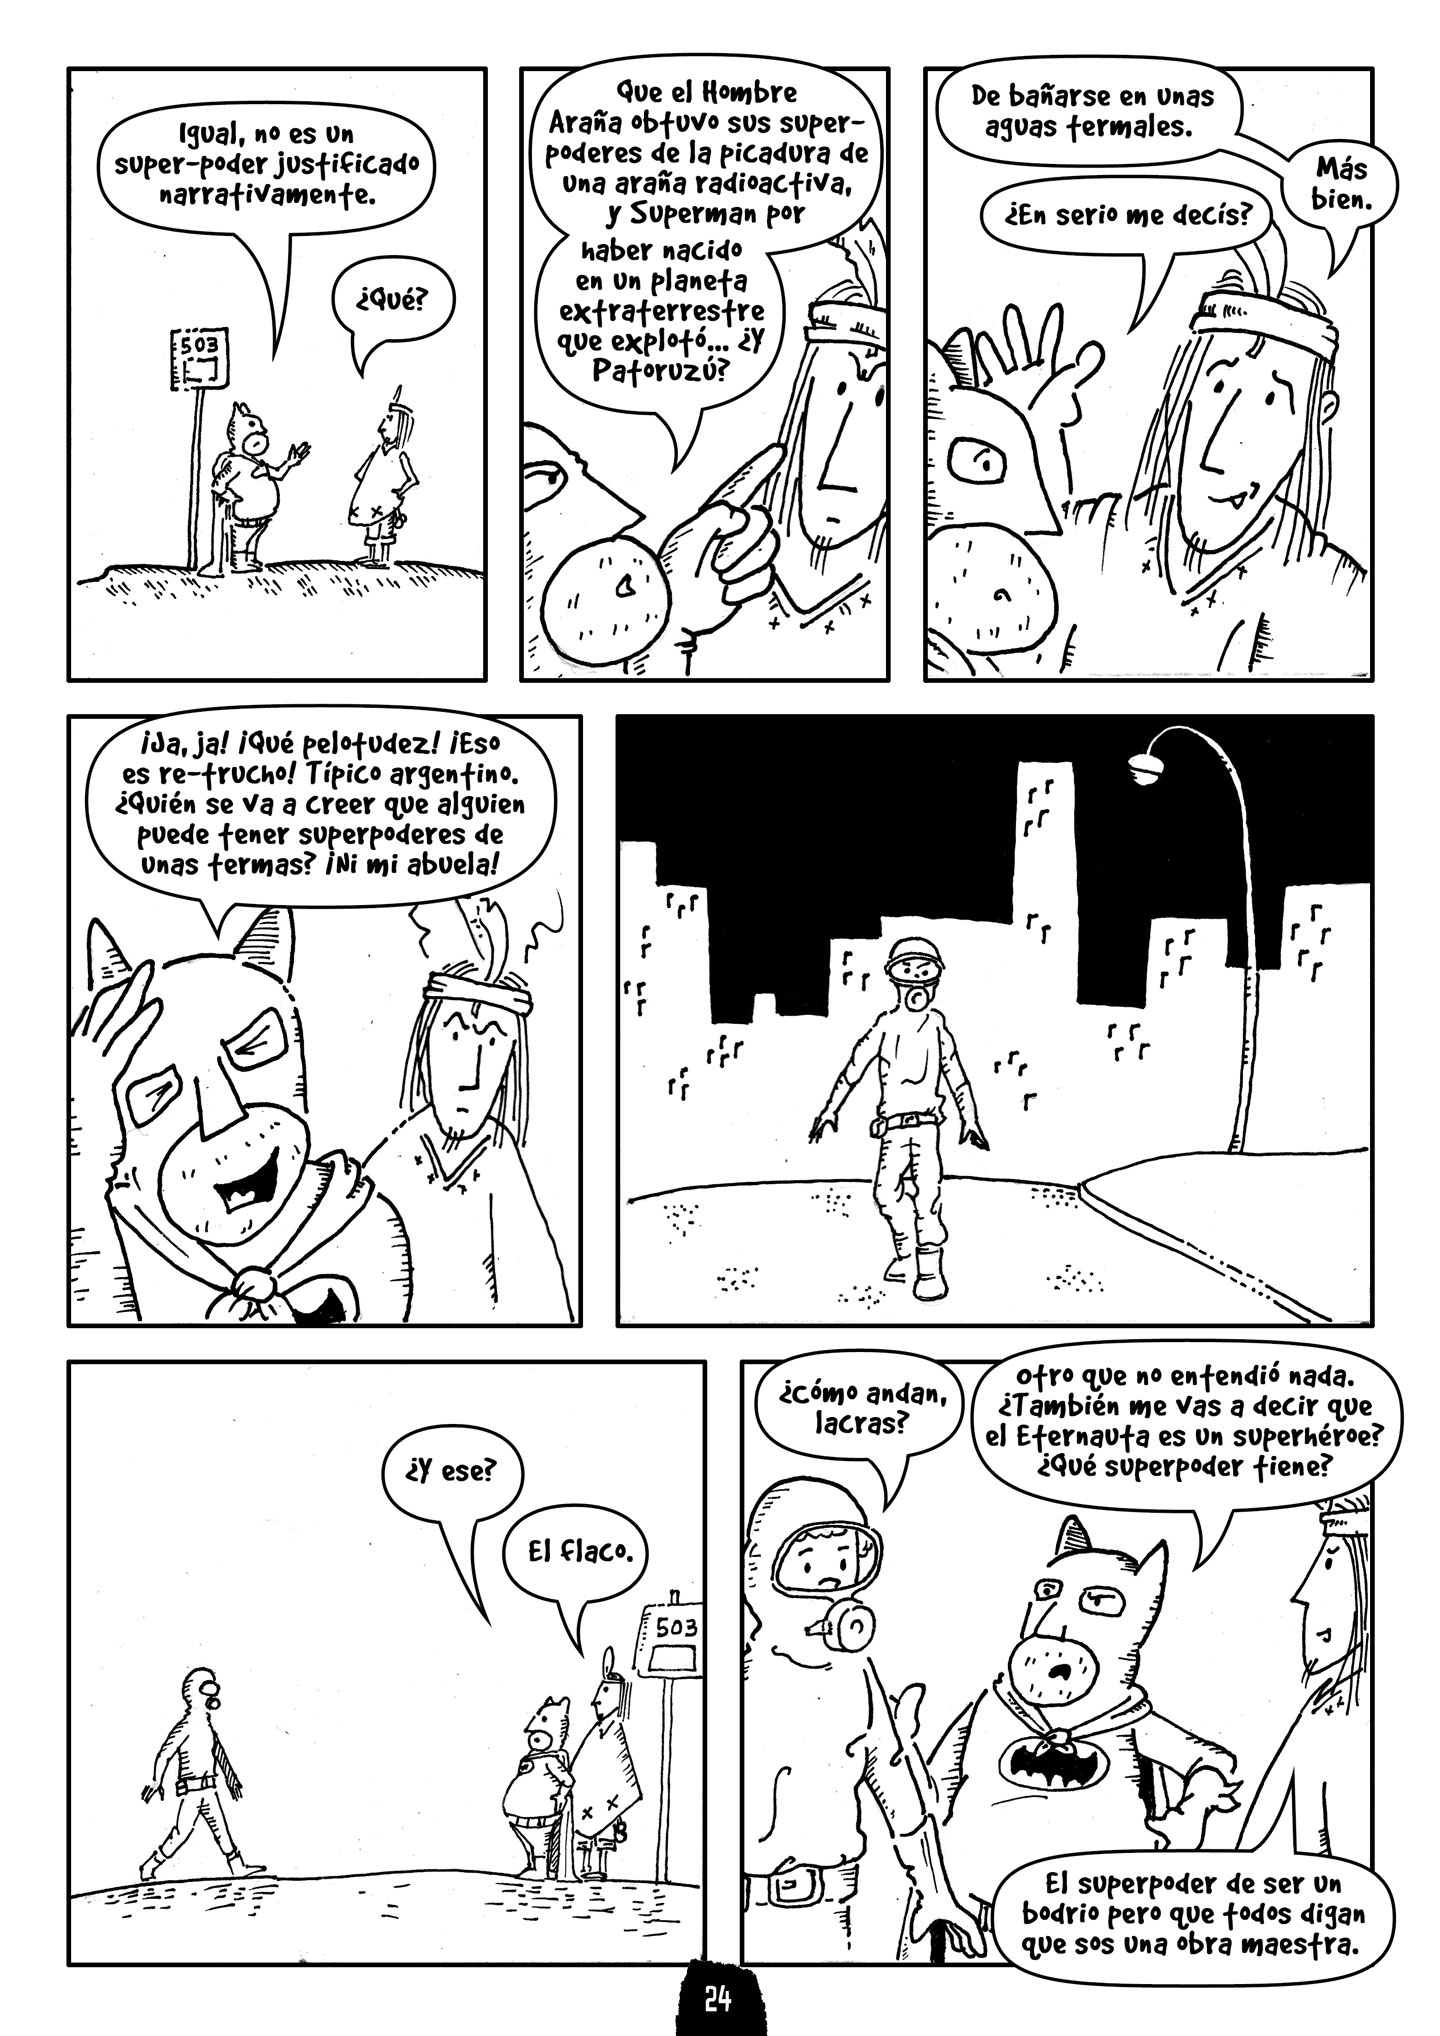 Igual, no es un
super-poder justificado
narrativamente.
¿Qué?
503
Que el Hombre
Araña obtuvo sus super-
poderes de la picadura de
una araña radioactiva,
y Superman por
haber nacido
en un planeta
extraterrestre
que explotó... ¿Y
Patoruzú?
De bañarse en unas
aguas termales.
Más
bien.
¿En serio me decís?
¡Ja, ja! ¡Qué pelotudez! ¡Eso
es re-trucho! Típico argentino.
¿Quién se va a creer que alguien
puede tener superpoderes de
unas termas? ¡Ni mi abuela!
¿Y ese?
El flaco.
503
¿Cómo andan,
lacras?
Otro que no entendió nada.
¿También me vas a decir que
el Eternauta es un superhéroe?
¿Qué superpoder tiene?
El superpoder de ser un
bodrio pero que todos digan
que sos una obra maestra.
24